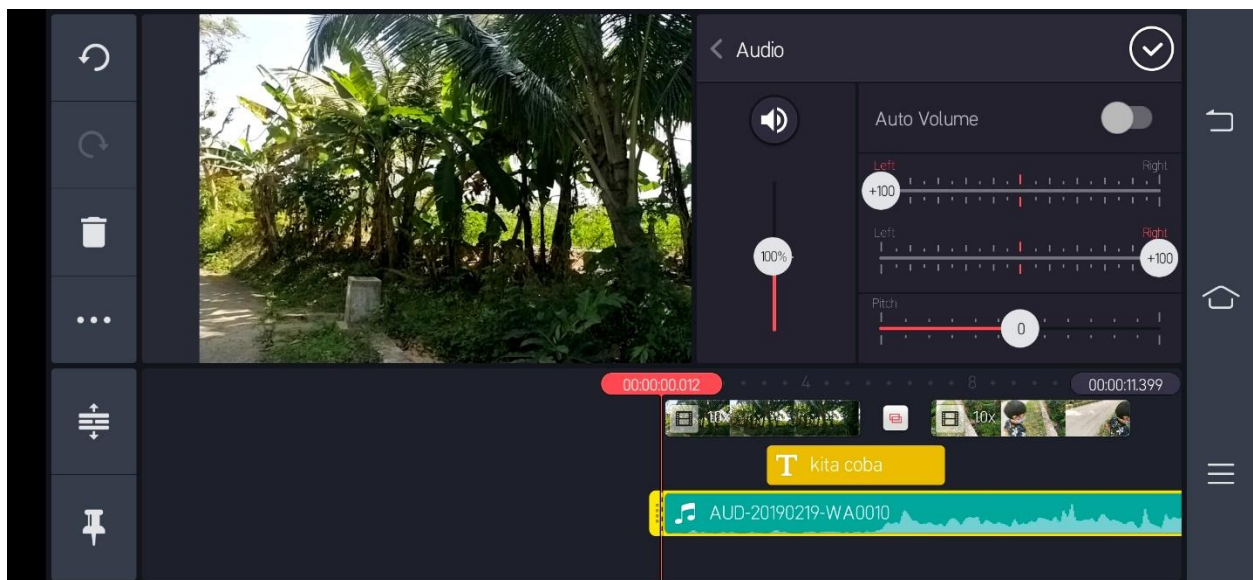 Audio
Auto Volume
Left Right
+100
Left Right
+100
100%
Pitch
0
00:00:00.012 4 8 00:00:11.399
10x 10x
T kita coba
AUD-20190219-WA0010